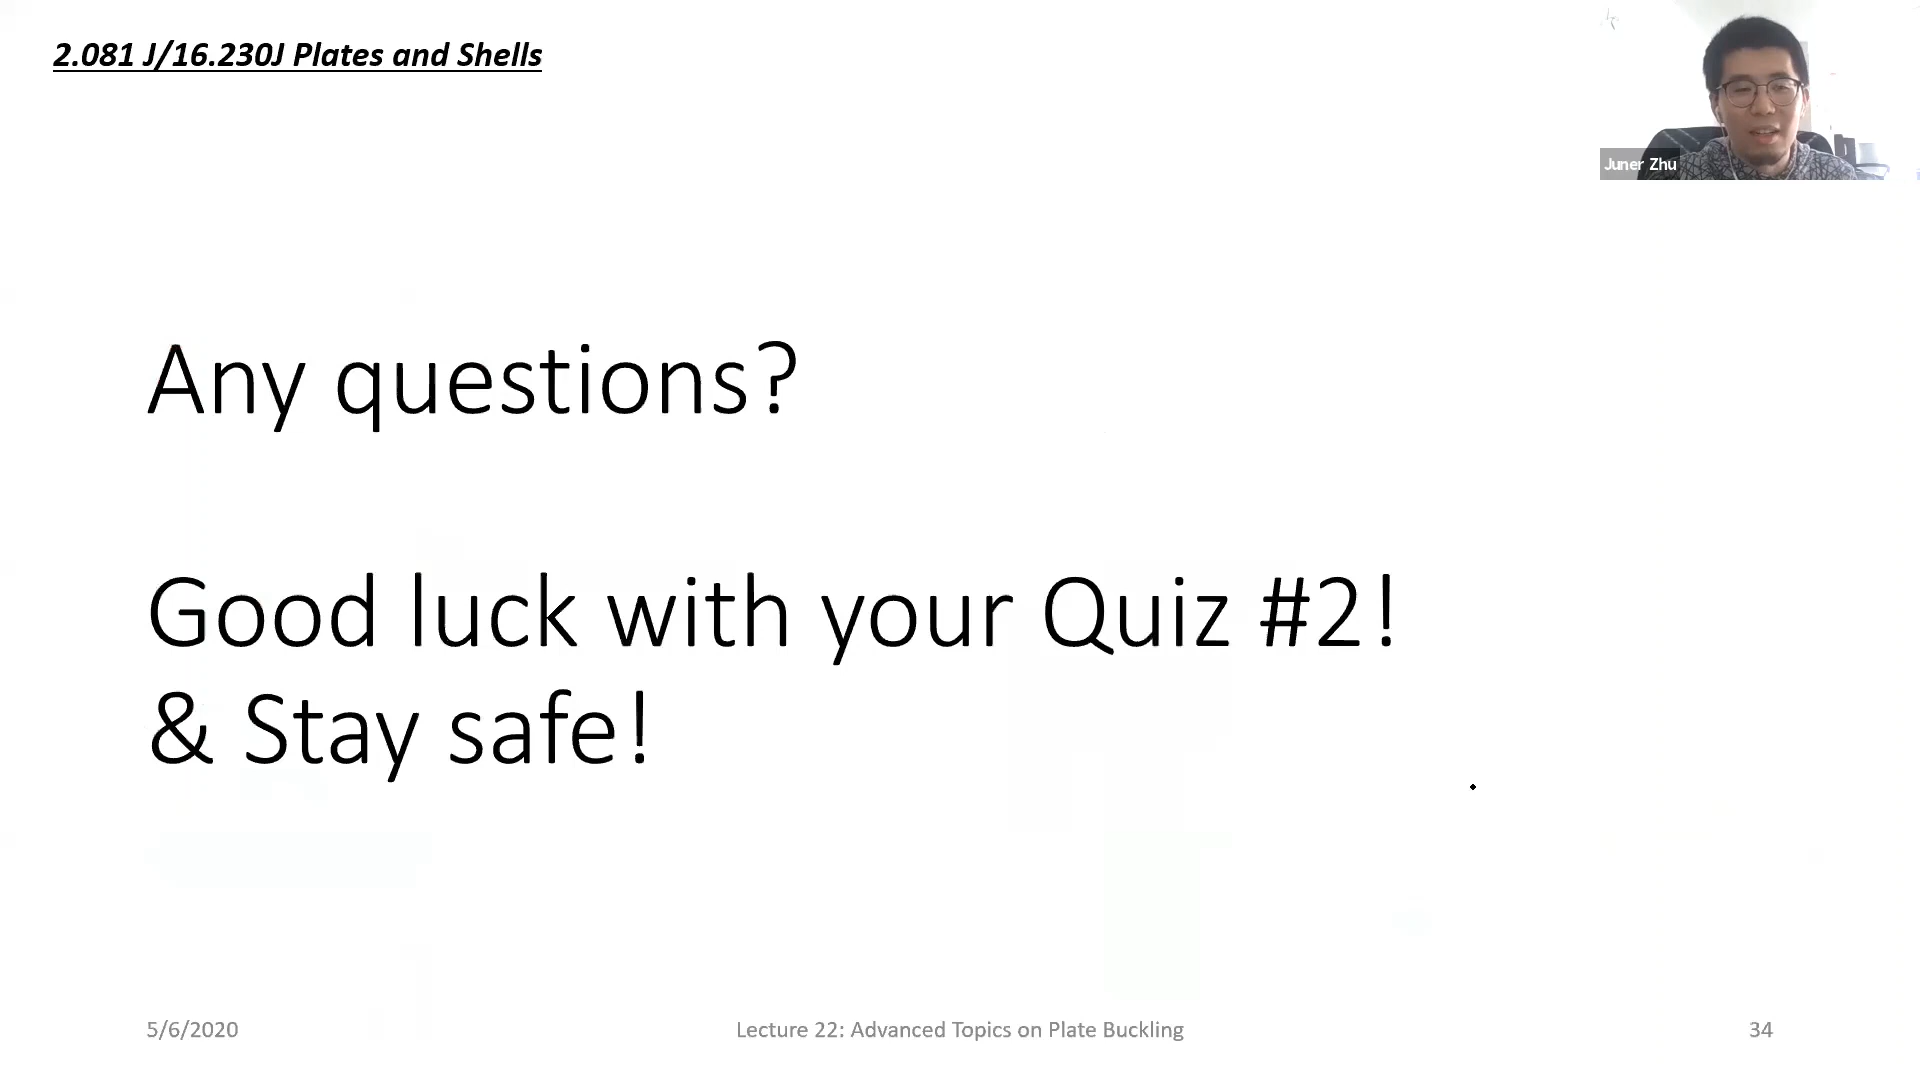 2.081 J/16.230J Plates and Shells
Juner Zhu
Any questions?
Good luck with your Quiz #2!
& Stay safe!
5/6/2020
Lecture 22: Advanced Topics on Plate Buckling
34